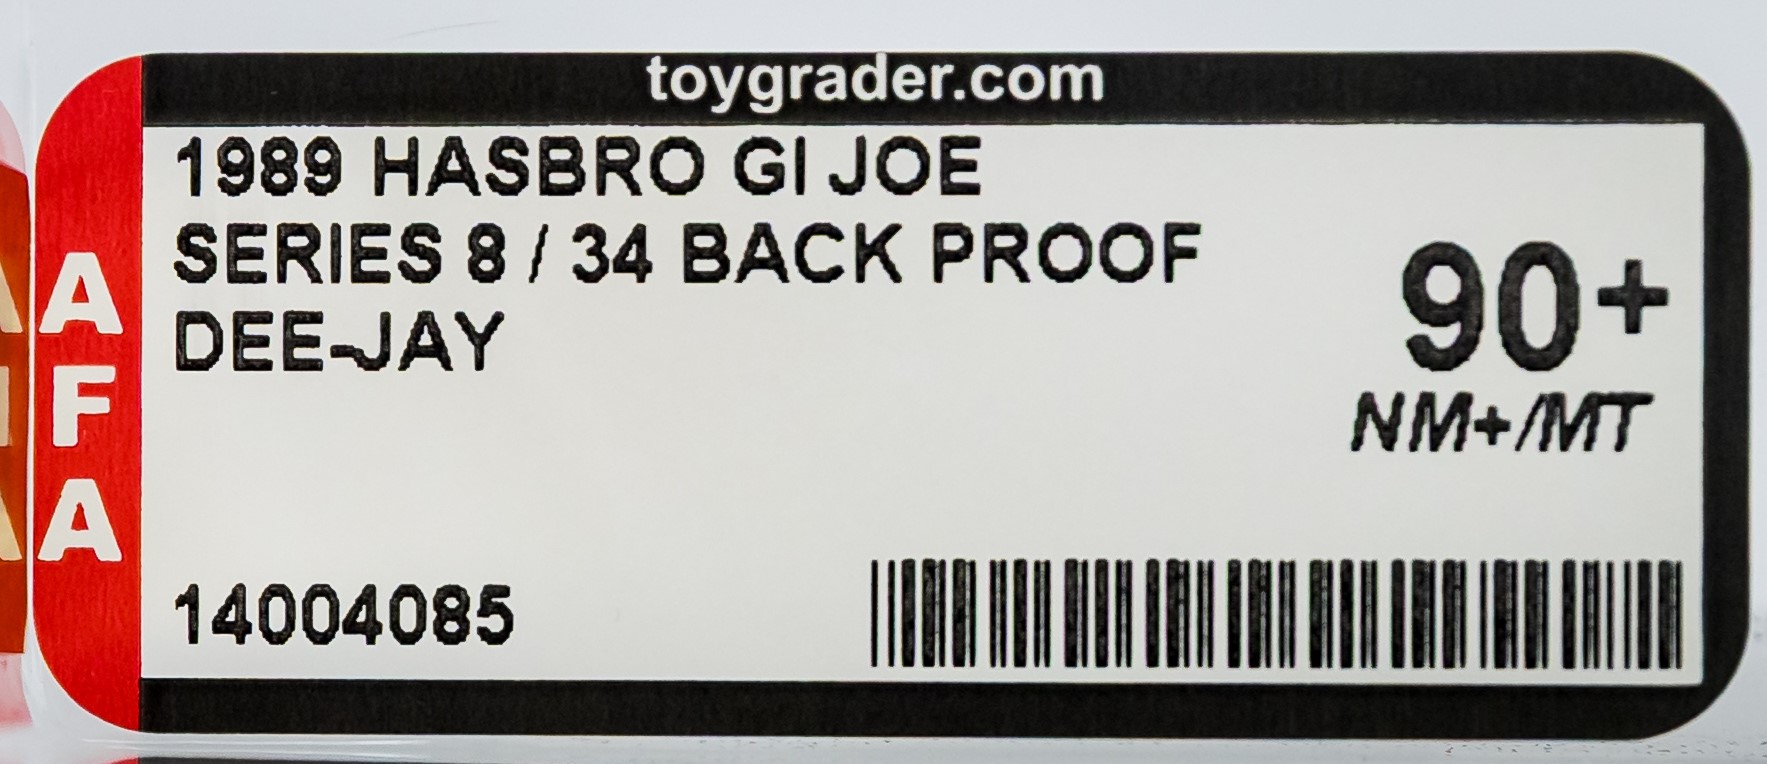 toygrader.com
1989 HASBRO GI JOE
SERIES 8 / 34 BACK PROOF
DEE-JAY
90+
NM+/MT
14004085
AFA